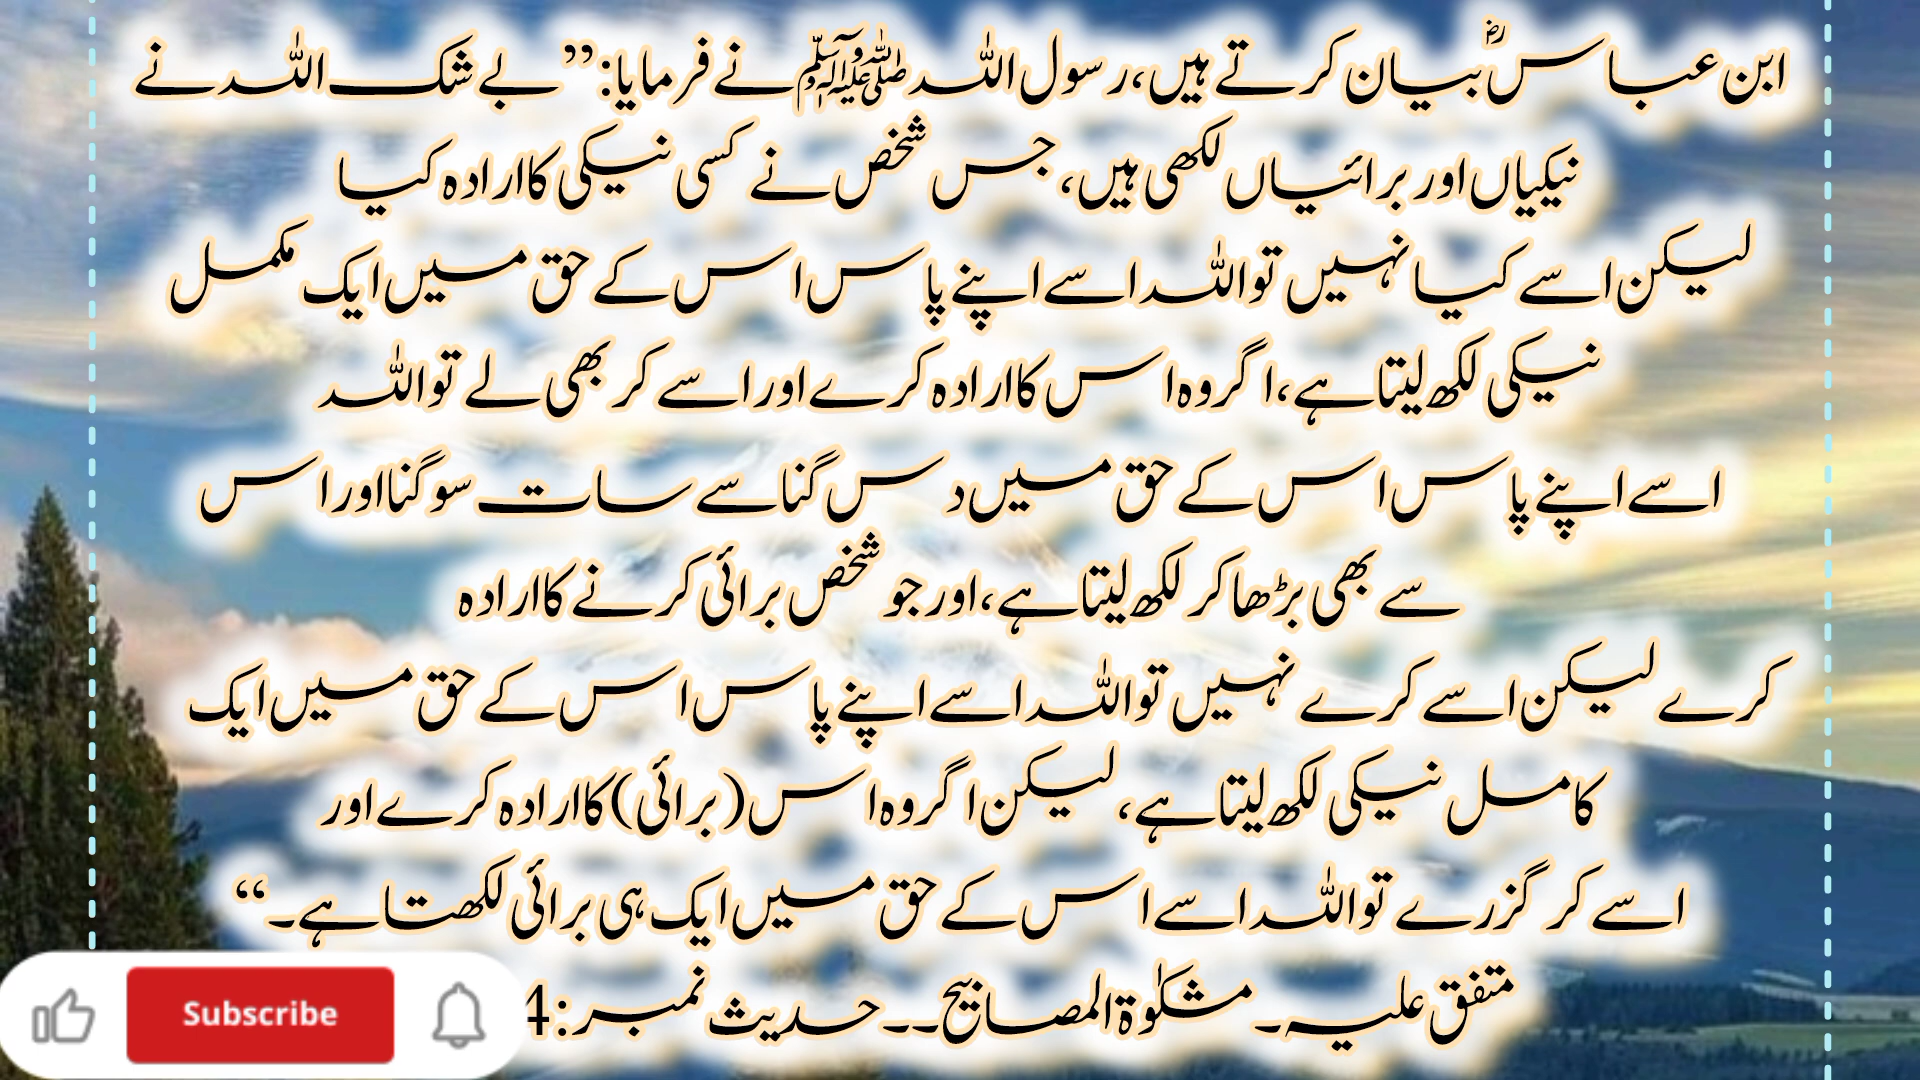 ابن عباسؓ بیان کرتے ہیں، رسول اللہ ﷺ نے فرمایا: ”بے شک اللہ نے
نیکیاں اور برائیاں لکھی ہیں، جس شخص نے کسی نیکی کا ارادہ کیا
لیکن اسے کیا نہیں تو اللہ اسے اپنے پاس اس کے حق میں ایک مکمل
نیکی لکھ لیتا ہے، اگر وہ اس کا ارادہ کرے اور اسے کر بھی لے تو اللہ
اسے اپنے پاس اس کے حق میں دس گنا سے سات سو گنا اور اس
سے بھی بڑھا کر لکھ لیتا ہے، اور جو شخص برائی کرنے کا ارادہ
کرے لیکن اسے کرے نہیں تو اللہ اسے اپنے پاس اس کے حق میں ایک
کامل نیکی لکھ لیتا ہے، لیکن اگر وہ اس (برائی) کا ارادہ کرے اور
اسے کر گزرے تو اللہ اسے اس کے حق میں ایک ہی برائی لکھتا ہے۔“
متفق علیہ۔ مشکوٰۃ المصابیح۔۔ حدیث نمبر:4
Subscribe